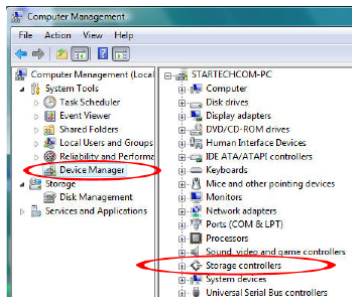 Computer Management
File Action View Help
Computer Management (Local
System Tools
Task Scheduler
Event Viewer
Shared Folders
Local Users and Groups
Reliability and Performa
Device Manager
Storage
Disk Management
Services and Applications
STARTECHCOM-PC
Computer
Disk drives
Display adapters
DVD/CD-ROM drives
Human Interface Devices
IDE ATA/ATAPI controllers
Keyboards
Mice and other pointing devices
Monitors
Network adapters
Ports (COM & LPT)
Processors
Sound, video and game controllers
Storage controllers
System devices
Universal Serial Bus controllers